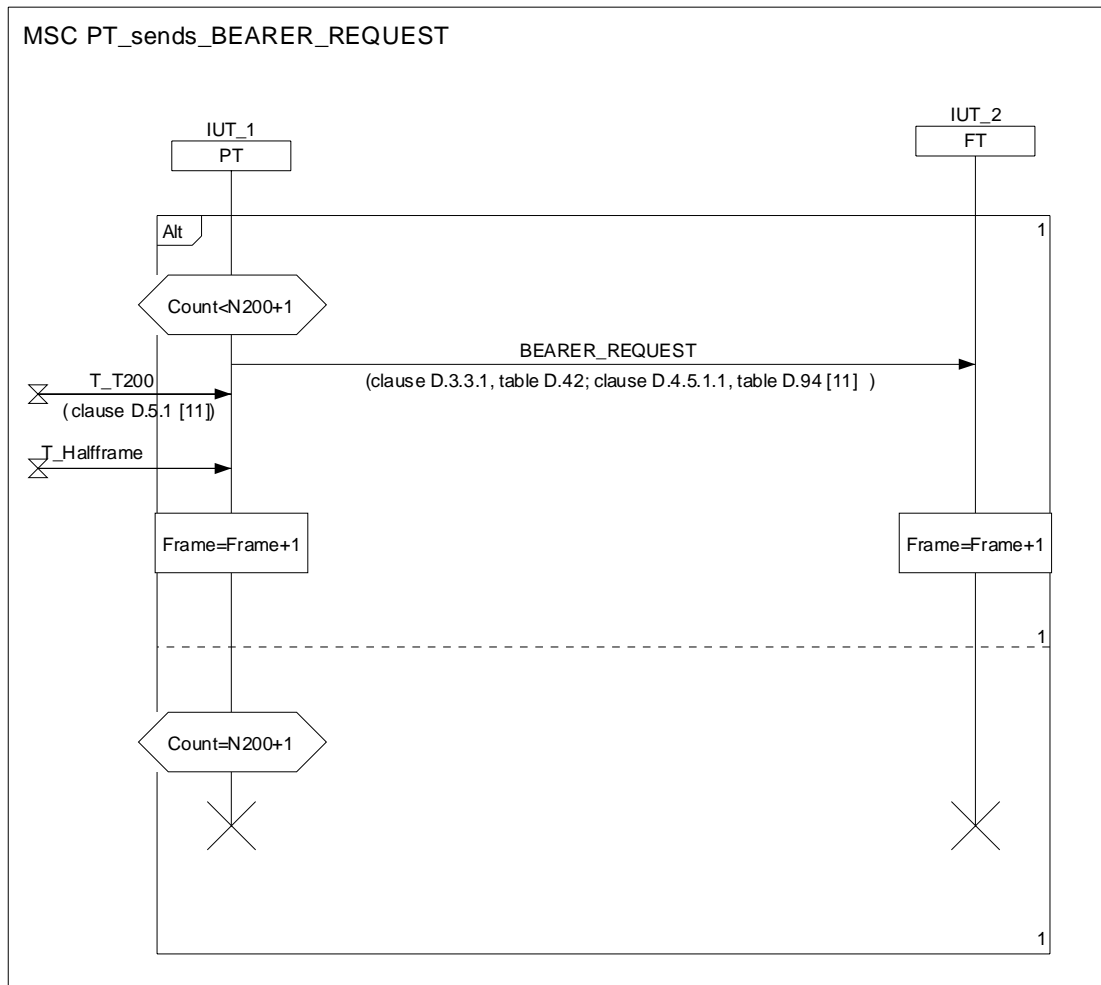 MSC PT_sends_BEARER_REQUEST
IUT_1
PT
IUT_2
FT
Alt
1
Count<N200+1
BEARER_REQUEST
(clause D.3.3.1, table D.42; clause D.4.5.1.1, table D.94 [11] )
T_T200
( clause D.5.1 [11])
T_Halfframe
Frame=Frame+1
Frame=Frame+1
1
Count=N200+1
1